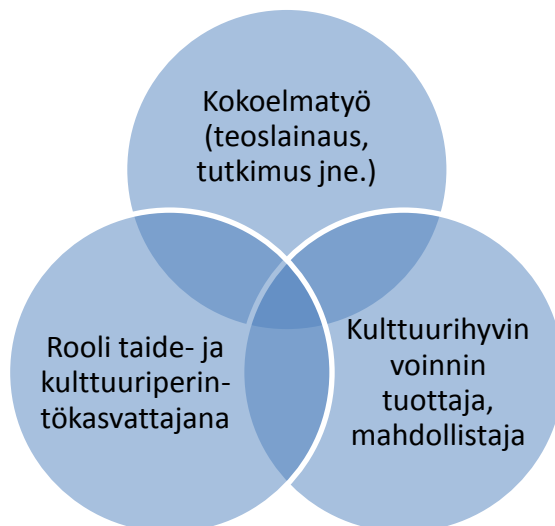 Kokoelmatyö
(teoslainaus,
tutkimus jne.)
Rooli taide- ja
kulttuuriperin-
tökasvattajana
Kulttuurihyvin
voinnin
tuottaja,
mahdollistaja